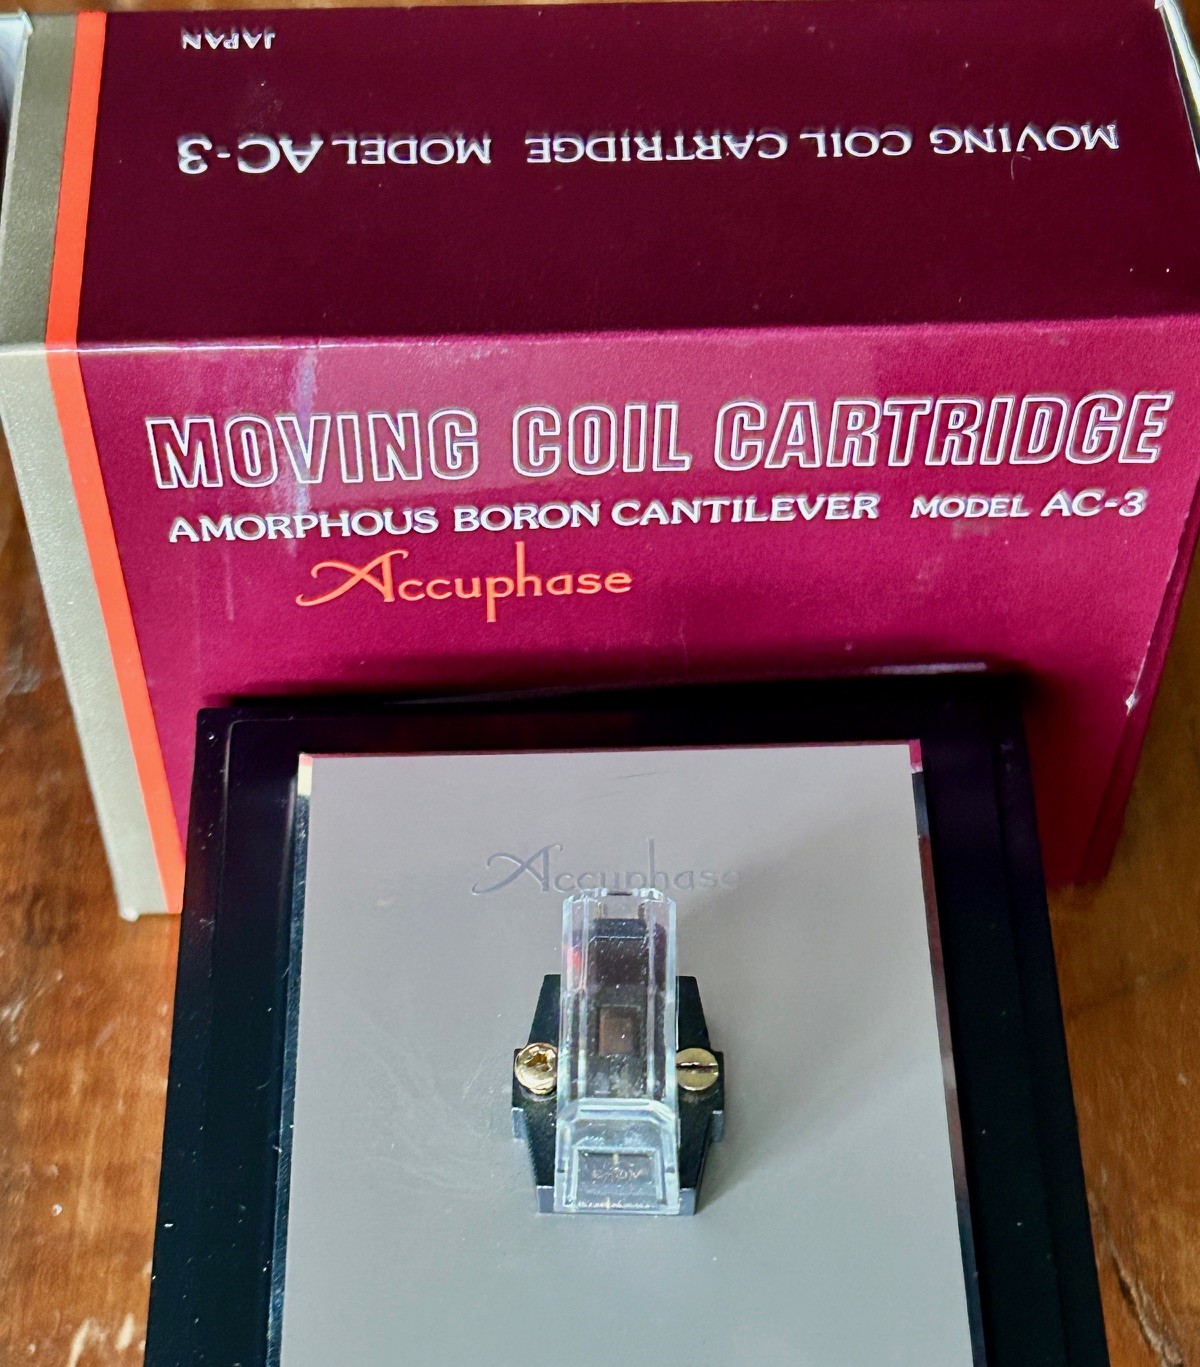 JAPAN
MOVING COIL CARTRIDGE MODEL AC-3
MOVING COIL CARTRIDGE
AMORPHOUS BORON CANTILEVER MODEL AC-3
Accuphase
Accuphase